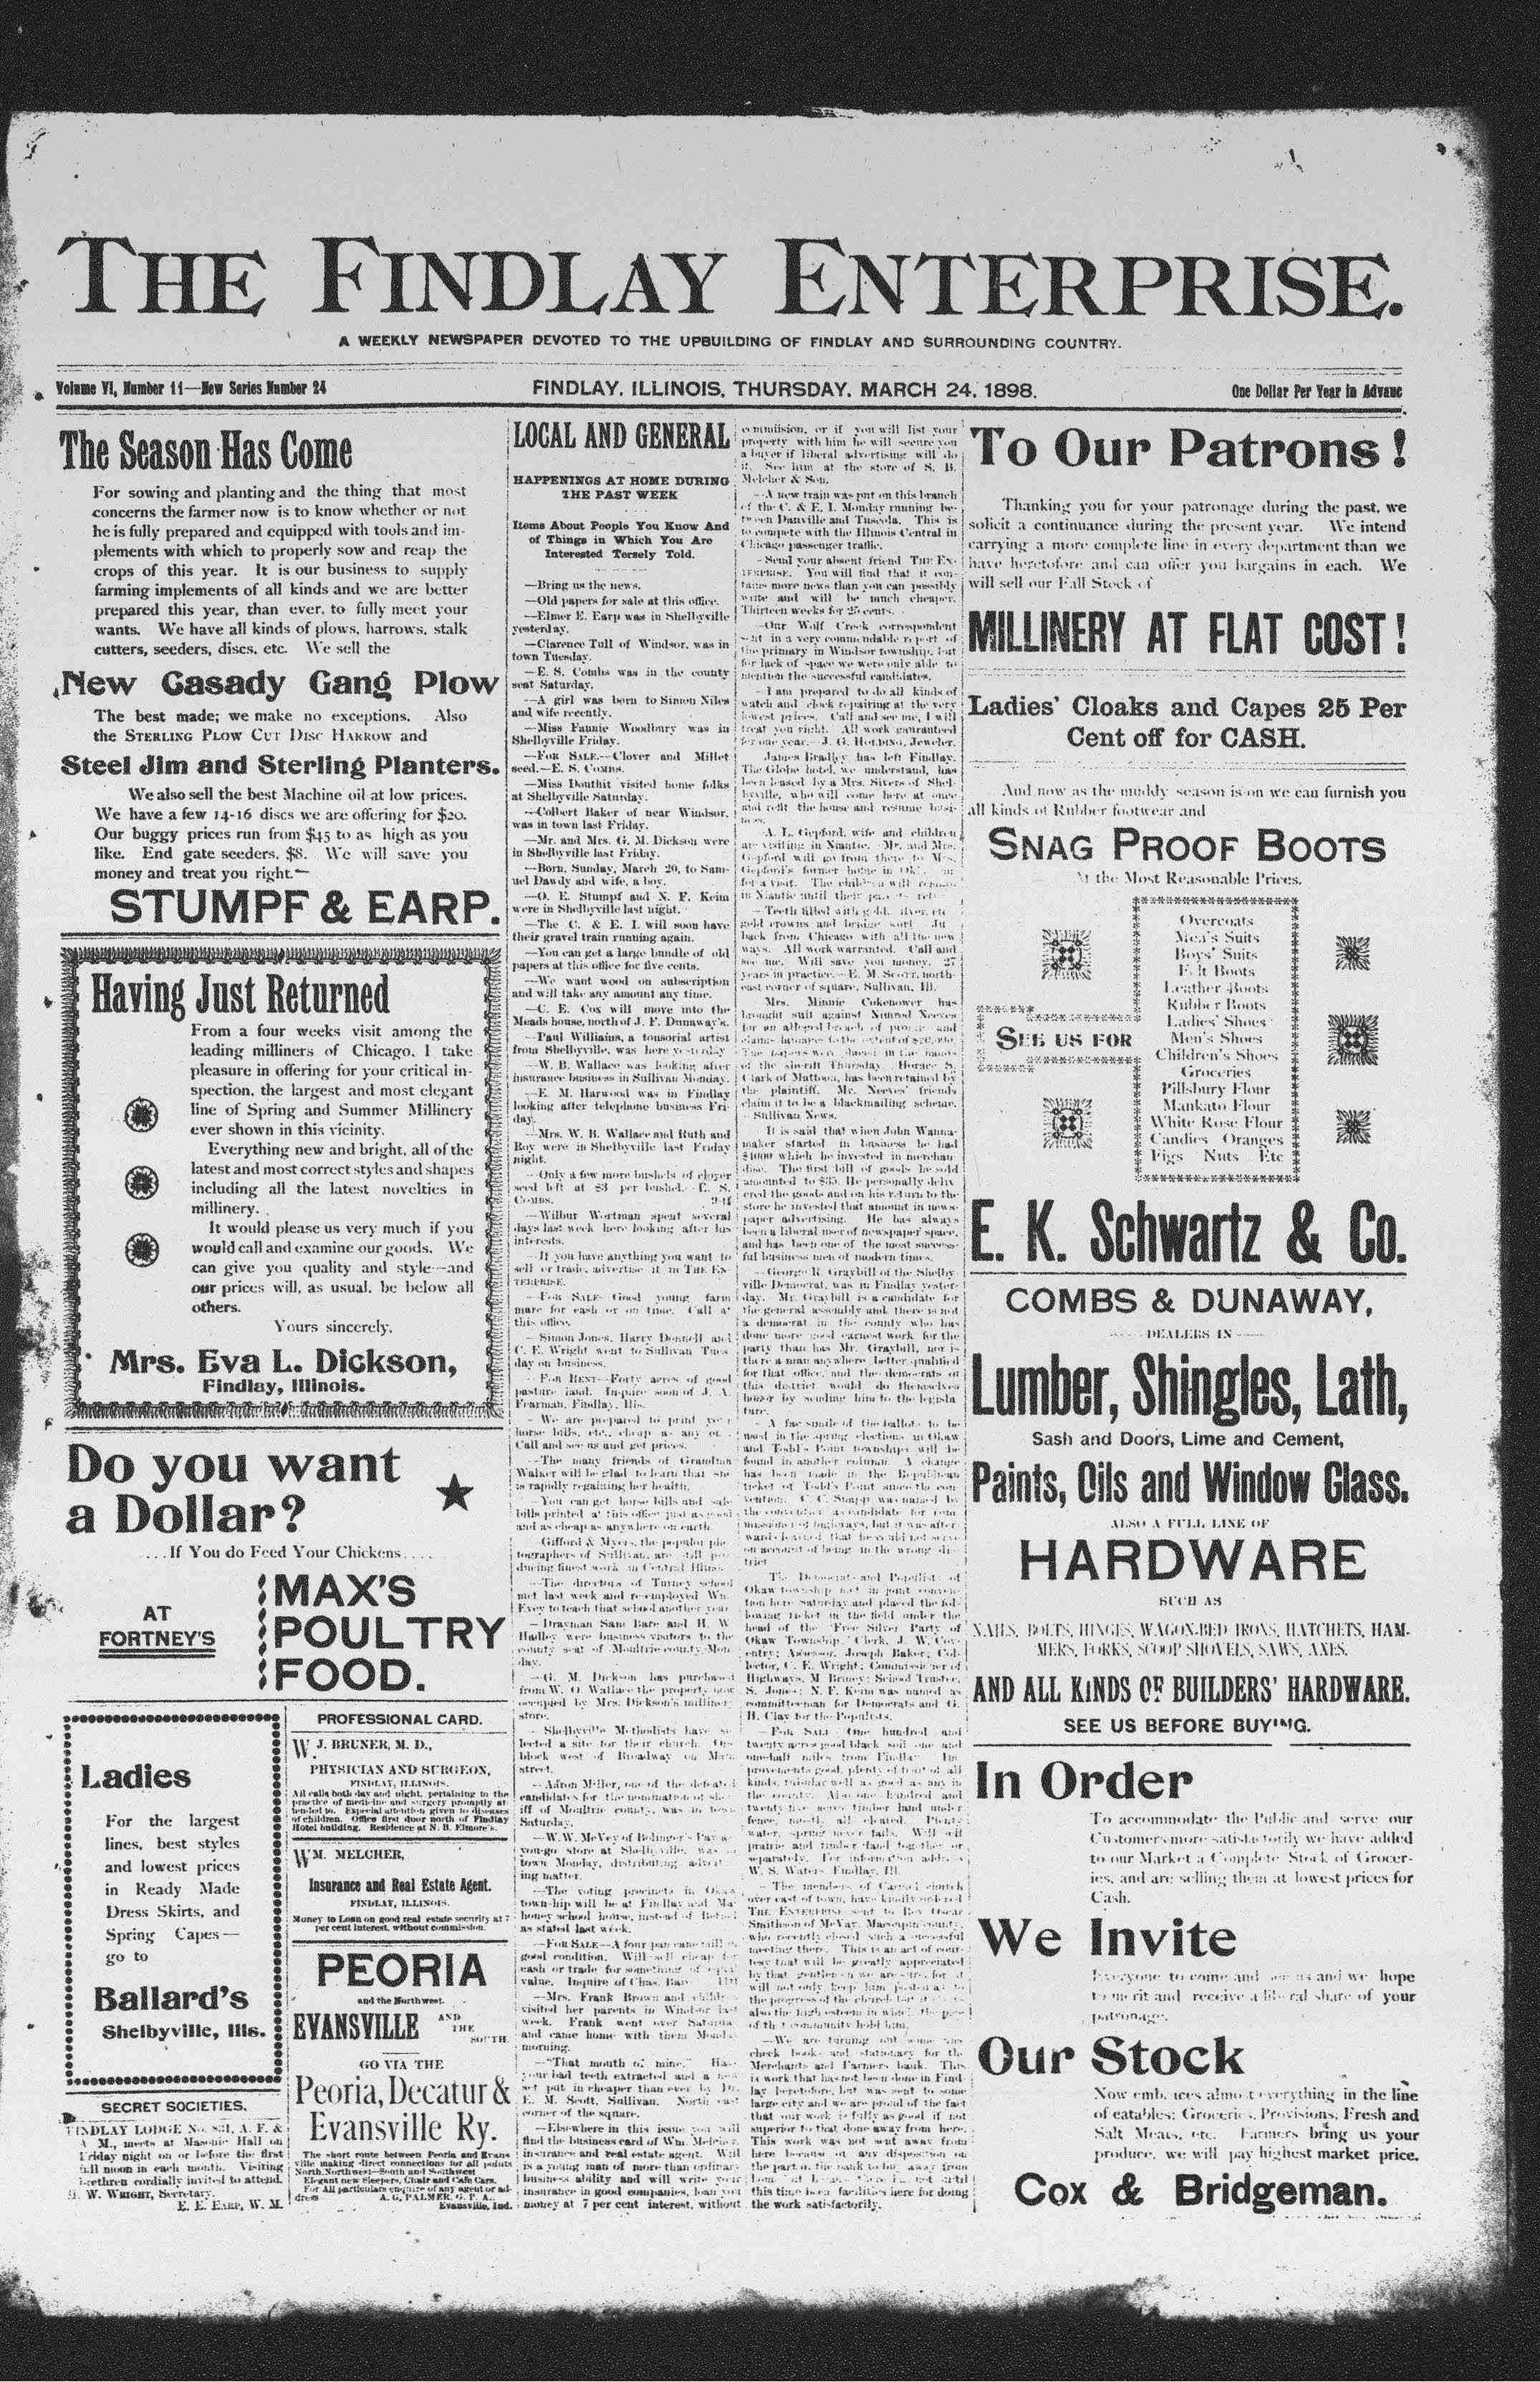 THE FINDLAY ENTERPRISE.
A WEEKLY NEWSPAPER DEVOTED TO THE UPBUILDING OF FINDLAY AND SURROUNDING COUNTRY.
Volume VI, Number 11—New Series Number 24
FINDLAY, ILLINOIS, THURSDAY, MARCH 24, 1898.
One Dollar Per Year in Advanc
The Season Has Come
For sowing and planting and the thing that most
concerns the farmer now is to know whether or not
he is fully prepared and equipped with tools and im-
plements with which to properly sow and reap the
crops of this year. It is our business to supply
farming implements of all kinds and we are better
prepared this year, than ever, to fully meet your
wants. We have all kinds of plows, harrows, stalk
cutters, seeders, discs, etc. We sell the
New Casady Gang Plow
The best made; we make no exceptions. Also
the STERLING PLOW CUT DISC HARROW and
Steel Jim and Sterling Planters.
We also sell the best Machine oil at low prices.
We have a few 14-16 discs we are offering for $20.
Our buggy prices run from $45 to as high as you
like. End gate seeders, $8. We will save you
money and treat you right.—
STUMPF & EARP.
Having Just Returned
From a four weeks visit among the
leading milliners of Chicago, I take
pleasure in offering for your critical in-
spection, the largest and most elegant
line of Spring and Summer Millinery
ever shown in this vicinity.
Everything new and bright, all of the
latest and most correct styles and shapes
including all the latest novelties in
millinery.
It would please us very much if you
would call and examine our goods. We
can give you quality and style—and
our prices will, as usual, be below all
others.
Yours sincerely,
Mrs. Eva L. Dickson,
Findlay, Illinois.
Do you want
a Dollar?
....If You do Feed Your Chickens....
AT
FORTNEY'S
MAX'S
POULTRY
FOOD.
Ladies
For the largest
lines, best styles
and lowest prices
in Ready Made
Dress Skirts, and
Spring Capes—
go to
Ballard's
Shelbyville, Ills.
SECRET SOCIETIES.
FINDLAY LODGE No. 831, A. F. &
A M., meets at Masonic Hall on
Friday night on or before the first
full moon in each month. Visiting
brethren cordially invited to attend.
W. WRIGHT, Secretary.
E. E. EARP, W. M.
PROFESSIONAL CARD.
W. J. BRUNER, M. D.,
PHYSICIAN AND SURGEON,
FINDLAY, ILLINOIS.
All calls both day and night, pertaining to the
practice of medicine and surgery promptly at-
tended to. Especial attention given to diseases
of children. Office first door north of Findlay
Hotel building. Residence at N. B. Elmore's.
WM. MELCHER,
Insurance and Real Estate Agent.
FINDLAY, ILLINOIS.
Money to Loan on good real estate security at 7
per cent interest, without commission.
PEORIA
and the Northwest.
EVANSVILLE AND THE SOUTH.
GO VIA THE
Peoria, Decatur &
Evansville Ry.
The short route between Peoria and Evans
ville making direct connections for all points
North, Northwest—South and Southwest
Elegant new Sleepers, Chair and Cafe Cars.
For All particulars enquire of any agent or ad-
dress A. G. PALMER, G. P. A.,
Evansville, Ind.
LOCAL AND GENERAL
HAPPENINGS AT HOME DURING
THE PAST WEEK
Items About People You Know And
of Things in Which You Are
Interested Tersely Told.
—Bring us the news.
—Old papers for sale at this office.
—Elmer E. Earp was in Shelbyville
yesterday.
—Clarence Tull of Windsor, was in
town Tuesday.
—E. S. Combs was in the county
seat Saturday.
—A girl was born to Simon Niles
and wife recently.
—Miss Fannie Woodbury was in
Shelbyville Friday.
—FOR SALE—Clover and Millet
seed.—E. S. COMBS.
—Miss Douthit visited home folks
at Shelbyville Saturday.
—Colbert Baker of near Windsor,
was in town last Friday.
—Mr. and Mrs. G. M. Dickson were
in Shelbyville last Friday.
—Born, Sunday, March 20, to Sam-
uel Dawdy and wife, a boy.
—O. E. Stumpf and N. F. Keim
were in Shelbyville last night.
—The C. & E. I. will soon have
their gravel train running again.
—You can get a large bundle of old
papers at this office for five cents.
—We want wood on subscription
and will take any amount any time.
—C. E. Cox will move into the
Meads house, north of J. F. Dunaway's.
—Paul Williams, a tonsorial artist
from Shelbyville, was here yesterday
—W. B. Wallace was looking after
insurance business in Sullivan Monday.
—E. M. Harwood was in Findlay
looking after telephone business Fri-
day.
—Mrs. W. B. Wallace and Ruth and
Roy were in Shelbyville last Friday
night.
—Only a few more bushels of clover
seed left at $3 per bushel.—E. S.
COMBS.
—Wilbur Wortman spent several
days last week here looking after his
interests.
—If you have anything you want to
sell or trade, advertise it in THE EN-
TERPRISE.
—FOR SALE—Good young farm
mare for cash or on time. Call at
this office.
—Simon Jones, Harry Donnell and
C. E. Wright went to Sullivan Tues
day on business.
—FOR RENT—Forty acres of good
pasture land. Inquire soon of J. A.
Fearman, Findlay, Ills.
—We are prepared to print your
horse bills, etc., cheap as any
Call and see us and get prices.
—The many friends of Grandma
Walker will be glad to learn that she
is rapidly regaining her health.
—You can get horse bills and sale
bills printed at this office just as good
and as cheap as anywhere on earth.
Gifford & Myers, the popular pho
tographers of Sullivan, are still pro
ducing finest work in Central Illinois.
—The directors of Turney school
met last week and re-employed Wm.
Evey to teach that school another year
—Drayman Sam Bare and H. W.
Hadley were business visitors to the
county seat of Moultrie county, Mon
day.
—G. M. Dickson has purchased
from W. O. Wallace the property now
occupied by Mrs. Dickson's millinery
store.
—Shelbyville Methodists have se
lected a site for their church. One
block west of Broadway on Main
street.
—Aaron Miller, one of the defeated
candidates for the nomination of sher
iff of Moultrie county, was in town
Saturday.
—W. W. McVey of Bolinger's Pay as
you-go store at Shelbyville, was in
town Monday, distributing advertis
ing matter.
—The voting precincts in Okaw
township will be at Findlay and Ma
honey school house, instead of
as stated last week.
—FOR SALE—A four pan cane mill in
good condition. Will sell cheap for
cash or trade for something of equal
value. Inquire of Chas. Bare
—Mrs. Frank Brown and children
visited her parents in Windsor last
week. Frank went over Saturday
and came home with them Monday
morning.
—"That mouth of mine." Have
your bad teeth extracted and a new
set put in cheaper than ever by Dr.
E. M. Scott, Sullivan. North east
corner of the square.
—Elsewhere in this issue you will
find the business card of Wm. Melcher,
insurance and real estate agent. Will
is a young man of more than ordinary
business ability and will write your
insurance in good companies, loan you
money at 7 per cent interest, without
commiision, or if you will list your
property with him he will secure you
a buyer if liberal advertising will do
it. See him at the store of S. B.
Melcher & Son.
—A new train was put on this branch
of the C. & E. I. Monday running be-
tween Danville and Tuscola. This is
to compete with the Illinois Central in
Chicago passenger traffic.
—Send your absent friend THE EN-
TERPRISE. You will find that it con-
tains more news than you can possibly
write and will be much cheaper.
Thirteen weeks for 25 cents.
—Our Wolf Creek correspondent
sent in a very commendable report of
the primary in Windsor township, but
for lack of space we were only able to
mention the successful candidates.
—I am prepared to do all kinds of
watch and clock repairing at the very
lowest prices. Call and see me, I will
treat you right. All work guaranteed
for one year.—J. G. HOLDING, Jeweler.
James Bradley has left Findlay.
The Globe hotel, we understand, has
been leased by a Mrs. Sivers of Shel-
byville, who will come here at once
and refit the house and resume busi-
ness.
A. L. Gepford, wife and children
are visiting in Niantic. Mr. and Mrs.
Gepford will go from there to Mrs.
Gepford's former home in
for a visit. The children will remain
in Niantic until their parents
—Teeth filled with gold, silver, etc
gold crowns and bridge work.
back from Chicago with all the new
ways. All work warranted. Call and
see me. Will save you money. 27
years in practice.—E. M. SCOTT, north-
east corner of square, Sullivan, Ill.
Mrs. Minnie Cokenower has
brought suit against Nimrod Neeves
for an alleged breach of promise and
claims damages to the extent of
The papers were placed in the hands
of the sheriff Thursday. Horace S.
Clark of Mattoon, has been retained by
the plaintiff. Mr. Neeves' friends
claim it to be a blackmailing scheme.
—Sullivan News.
It is said that when John Wanna-
maker started in business he had
$4000 which he invested in merchan-
dise. The first bill of goods he sold
amounted to $35. He personally deliv
ered the goods and on his return to the
store he invested that amount in news-
paper advertising. He has always
been a liberal user of newspaper space,
and has been one of the most success-
ful business men of modern times.
—George R. Graybill of the Shelby
ville Democrat, was in Findlay yester-
day. Mr. Graybill is a candidate for
the general assembly and there is not
a democrat in the county who has
done more good earnest work for the
party than has Mr. Graybill, nor is
there a man anywhere better qualified
for that office, and the democrats of
this district would do themselves
honor by sending him to the legisla
ture.
—A fac simile of the ballots to be
used in the spring elections in Okaw
and Todd's Point townships will be
found in another column. A change
has been made in the Republican
ticket of Todd's Point since the con
vention. C. C. Stapp was named by
the convention as candidate for com
missioner of highways, but it was after-
wards learned that he could not serve
on account of being in the wrong dis
trict
The Democrats and Populists of
Okaw township met in joint conven
tion here Saturday and placed the fol-
lowing ticket in the field under the
head of the "Free Silver Party of
Okaw Township." Clerk, J. W. Cov-
entry; Assessor, Joseph Baker; Col-
lector, C. E. Wright; Commissioner of
Highways, M. Briney; School Trustee,
S. Jones; N. F. Keim was named as
committeeman for Democrats and G.
H. Clay for the Populists.
—FOR SALE—One hundred and
twenty acres good black soil one and
one-half miles from Findlay. Im
provements good, plenty of fruit of all
kinds, tubular well as good as any in
the county. Also one hundred and
twenty five acres timber land under
fence, mostly all cleared. Plenty
water, spring never fails. Will sell
prairie and timber land together or
separately. For information address
W. S. Waters, Findlay, Ill.
—The members of Carmel church
over east of town, have kindly ordered
THE ENTERPRISE sent to Rev Oscar
Smithson of McVay, Macoupin county,
who recently closed such a successful
meeting there. This is an act of cour-
tesy that will be greatly appreciated
by that gentleman we are sure, for it
will not only keep him posted as to
the progress of the church but
also the high esteem in which the peo
of that community hold him.
—We are turning out some
check books and stationary for the
Merchants and Farmers bank. This
is work that has not been done in Find-
lay heretofore, but was sent to some
large city and we are proud of the fact
that our work is fully as good if not
superior to that done away from here.
This work was not sent away from
here because of any disposition on
the part of the bank to buy away from
this time been facilities here for doing
the work satisfactorily.
To Our Patrons!
Thanking you for your patronage during the past, we
solicit a continuance during the present year. We intend
carrying a more complete line in every department than we
have heretofore and can offer you bargains in each. We
will sell our Fall Stock of
MILLINERY AT FLAT COST!
Ladies' Cloaks and Capes 25 Per
Cent off for CASH.
And now as the muddy season is on we can furnish you
all kinds of Rubber footwear and
SNAG PROOF BOOTS
At the Most Reasonable Prices.
SEE US FOR
Overcoats
Men's Suits
Boys' Suits
Felt Boots
Leather Boots
Rubber Boots
Ladies' Shoes
Men's Shoes
Children's Shoes
Groceries
Pillsbury Flour
Mankato Flour
White Rose Flour
Candies Oranges
Figs Nuts Etc
E. K. Schwartz & Co.
COMBS & DUNAWAY,
DEALERS IN
Lumber, Shingles, Lath,
Sash and Doors, Lime and Cement,
Paints, Oils and Window Glass.
ALSO A FULL LINE OF
HARDWARE
SUCH AS
NAILS, BOLTS, HINGES, WAGON-BED IRONS, HATCHETS, HAM-
MERS, FORKS, SCOOP SHOVELS, SAWS, AXES,
AND ALL KINDS OF BUILDERS' HARDWARE.
SEE US BEFORE BUYING.
In Order
To accommodate the Public and serve our
Customers more satisfactorily we have added
to our Market a Complete Stock of Grocer-
ies, and are selling them at lowest prices for
Cash.
We Invite
Everyone to come and see us and we hope
to merit and receive a liberal share of your
patronage.
Our Stock
Now embraces almost everything in the line
of eatables: Groceries, Provisions, Fresh and
Salt Meats, etc. Farmers bring us your
produce, we will pay highest market price.
Cox & Bridgeman.